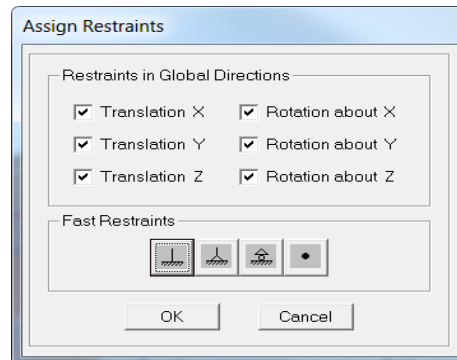 Assign Restraints
Restraints in Global Directions
Translation X Rotation about X
Translation Y Rotation about Y
Translation Z Rotation about Z
Fast Restraints
OK Cancel